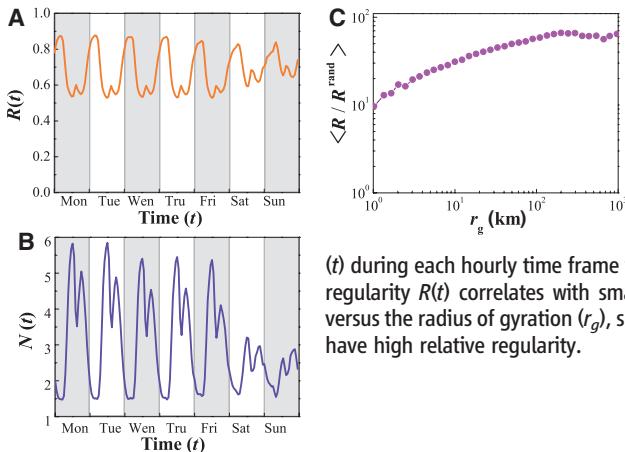 A
R(t)
1.0
0.8
0.6
0.4
0.2
0.0
Mon Tue Wen Tru Fri Sat Sun
Time (t)
B
N (t)
6
5
4
3
2
1
Mon Tue Wen Tru Fri Sat Sun
Time (t)
C
<R / R^rand>
10²
10¹
10⁰
10⁰ 10¹ 10² 10³
r_g (km)
(t) during each hourly time frame
regularity R(t) correlates with
versus the radius of gyration (r_g),
have high relative regularity.